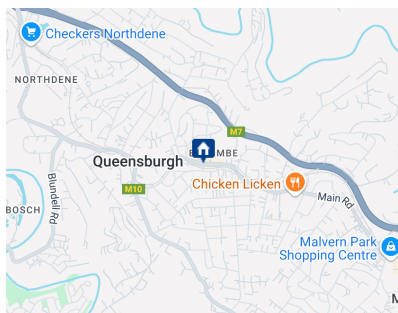 Checkers Northdene
NORTHDENE
M7
Queensburgh
M10
Chicken Licken
Blundell Rd
BOSCH
Main Rd
Malvern Park
Shopping Centre